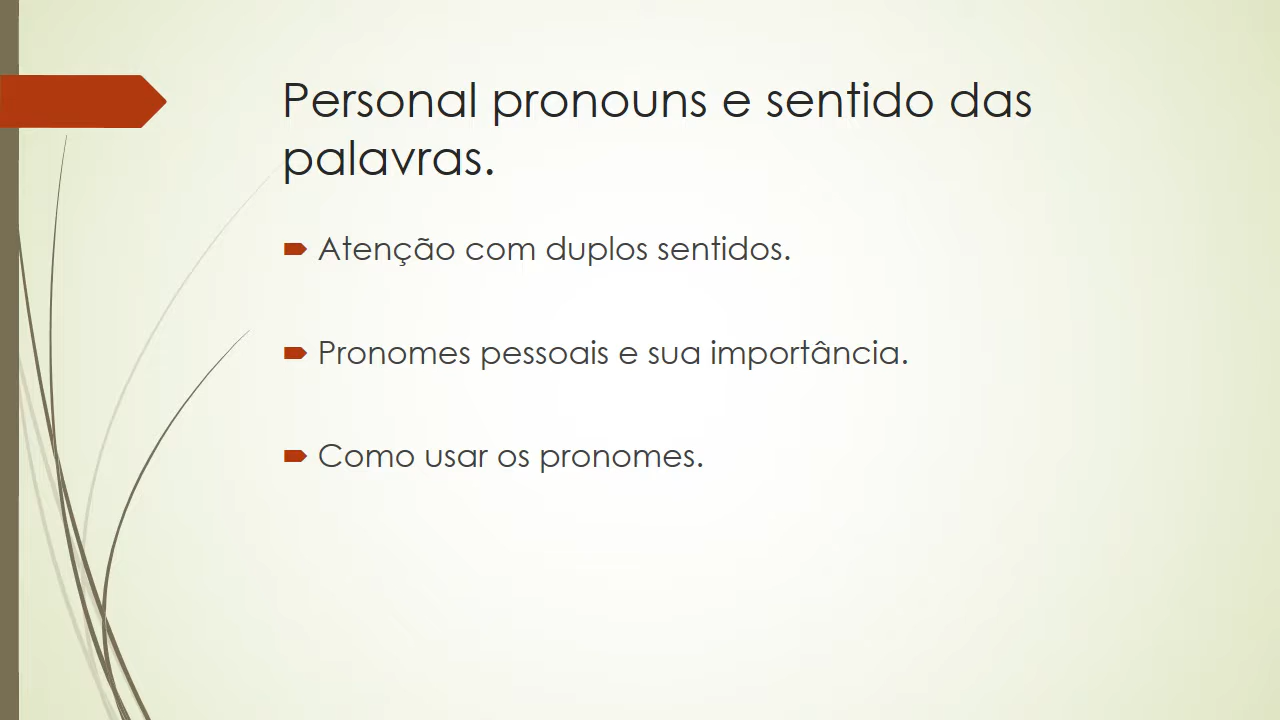 Personal pronouns e sentido das
palavras.
Atenção com duplos sentidos.
Pronomes pessoais e sua importância.
Como usar os pronomes.